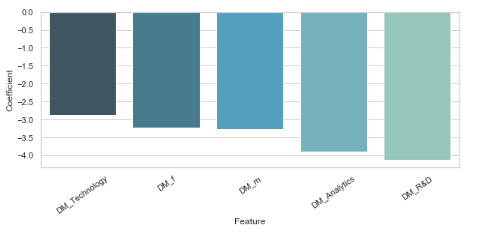 0.0
−0.5
−1.0
−1.5
−2.0
−2.5
−3.0
−3.5
−4.0
Coefficient
DM_Technology
DM_f
DM_m
DM_Analytics
DM_R&D
Feature